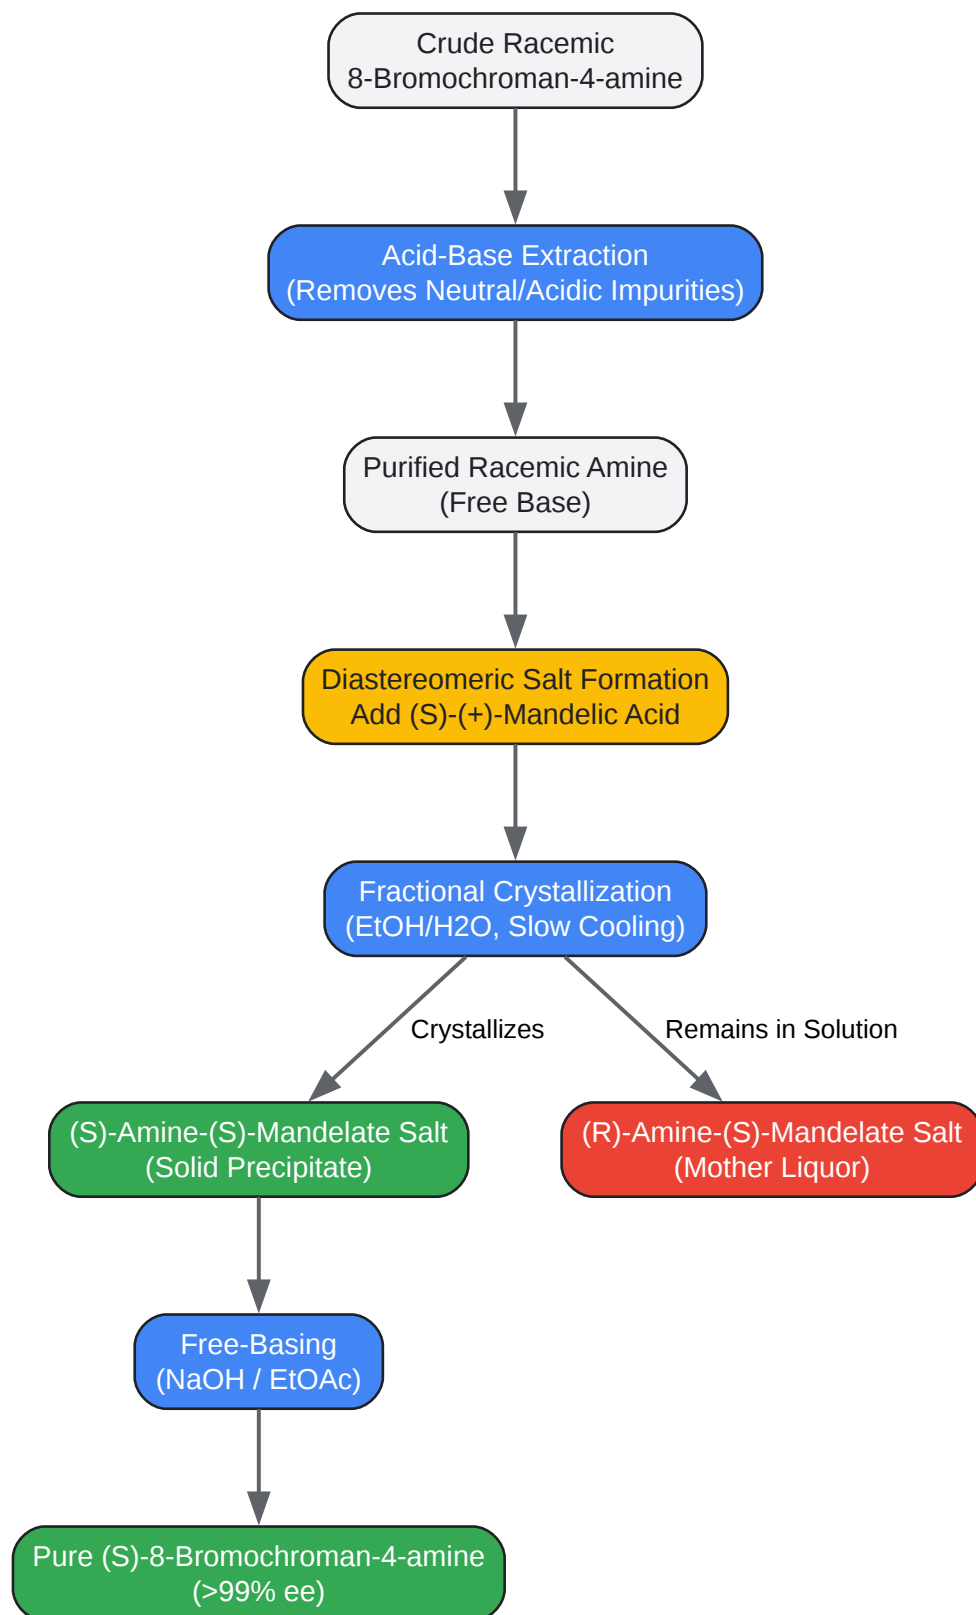 Crude Racemic
8-Bromochroman-4-amine
Acid-Base Extraction
(Removes Neutral/Acidic Impurities)
Purified Racemic Amine
(Free Base)
Diastereomeric Salt Formation
Add (S)-(+)-Mandelic Acid
Fractional Crystallization
(EtOH/H2O, Slow Cooling)
Crystallizes
Remains in Solution
(S)-Amine-(S)-Mandelate Salt
(Solid Precipitate)
(R)-Amine-(S)-Mandelate Salt
(Mother Liquor)
Free-Basing
(NaOH / EtOAc)
Pure (S)-8-Bromochroman-4-amine
(>99% ee)